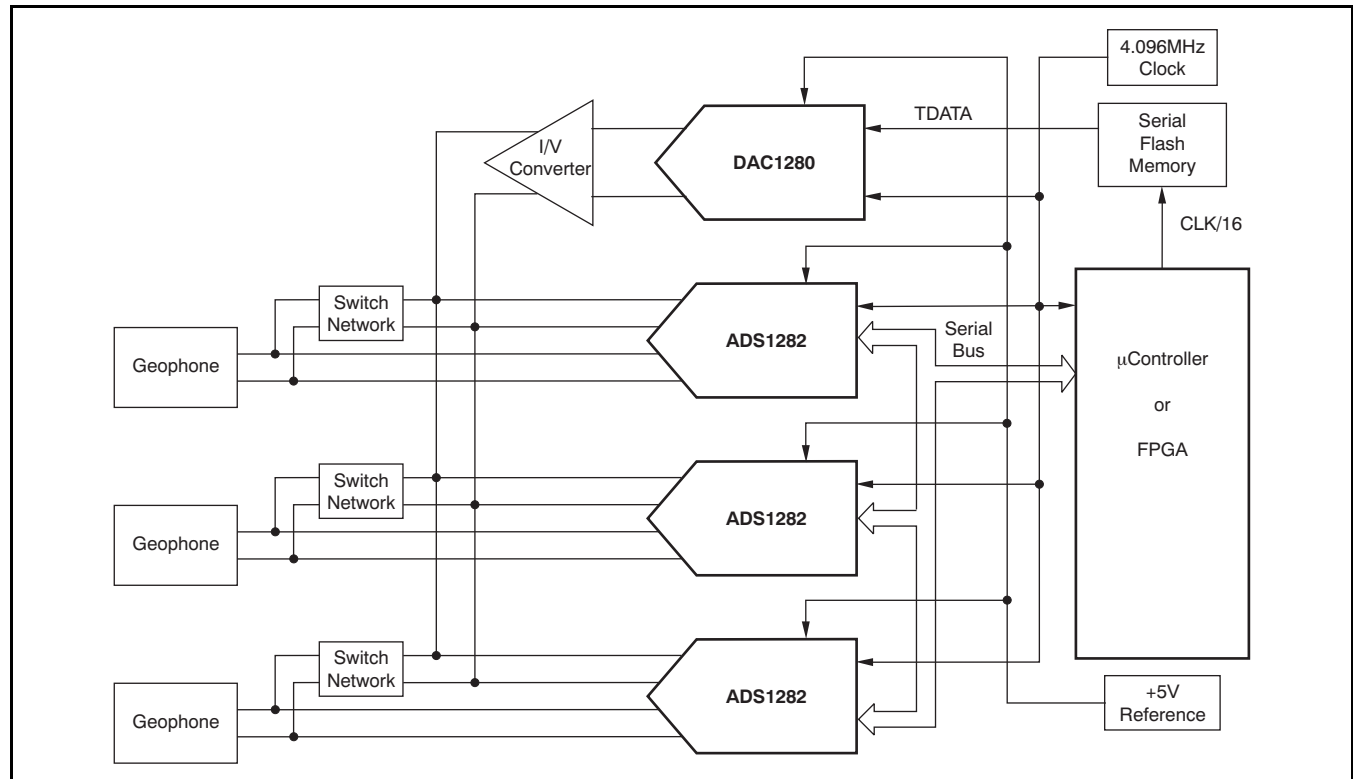 4.096MHz
Clock
TDATA
Serial
Flash
Memory
I/V
Converter
DAC1280
CLK/16
Switch
Network
Geophone
ADS1282
Serial
Bus
μController
or
FPGA
Switch
Network
Geophone
ADS1282
Switch
Network
Geophone
ADS1282
+5V
Reference